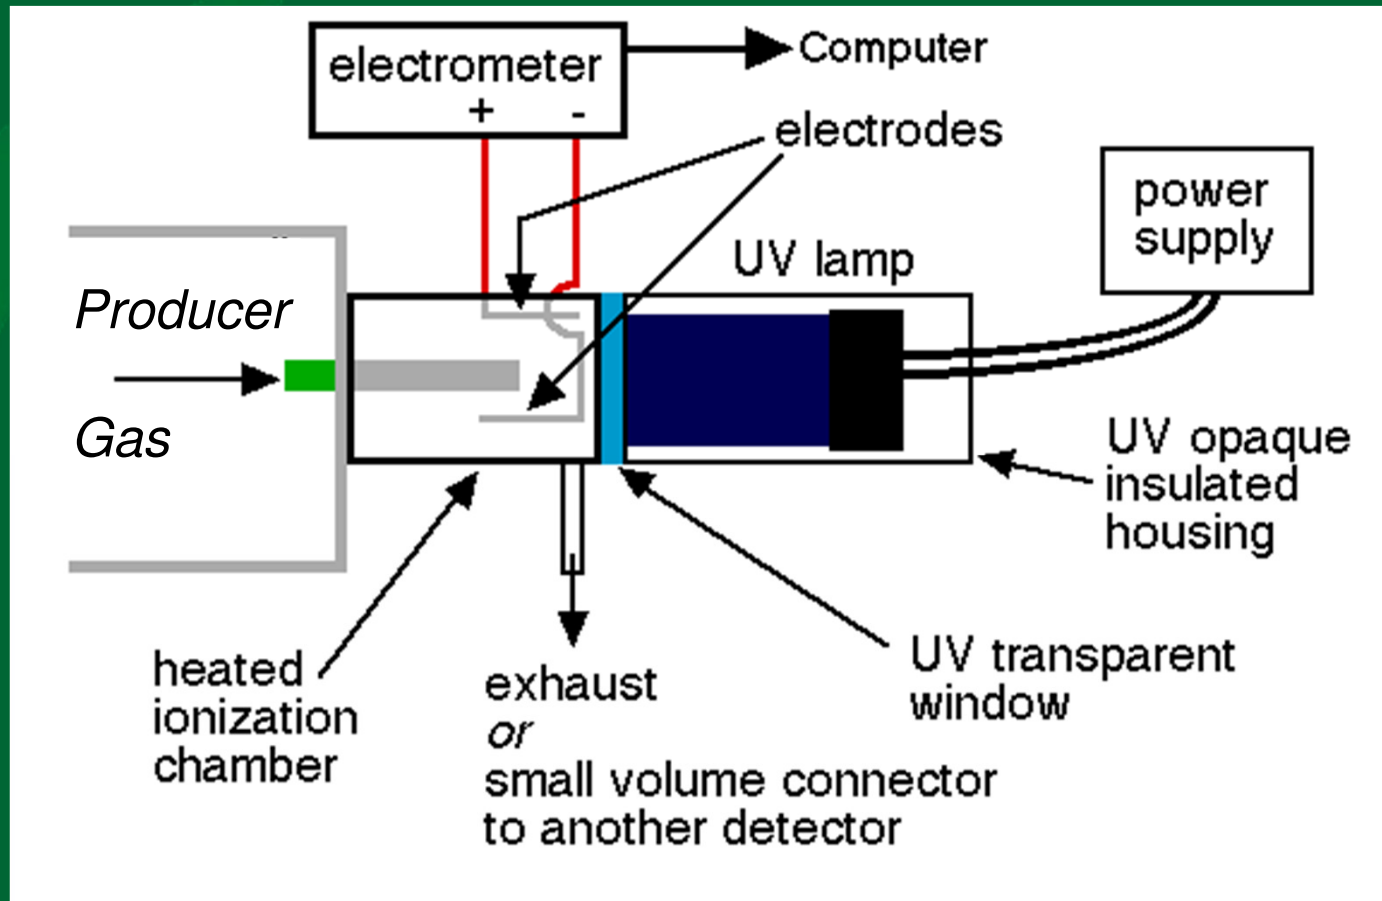 electrometer
+ -
Computer
electrodes
power
supply
UV lamp
Producer
Gas
UV opaque
insulated
housing
heated
ionization
chamber
exhaust
or
small volume connector
to another detector
UV transparent
window